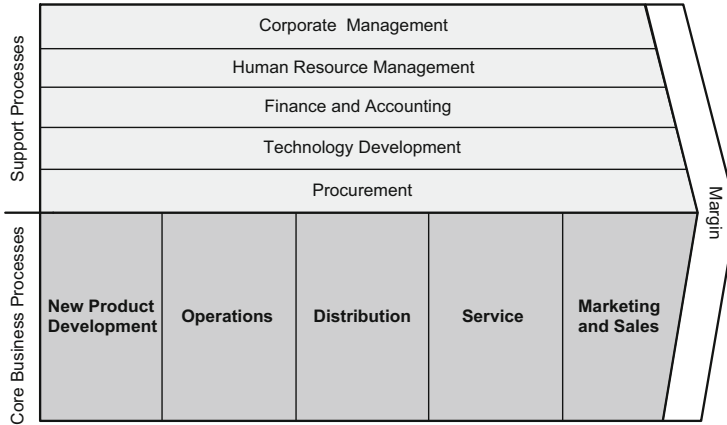 Support Processes
Corporate Management
Human Resource Management
Finance and Accounting
Technology Development
Procurement
Margin
Core Business Processes
New Product
Development
Operations
Distribution
Service
Marketing
and Sales